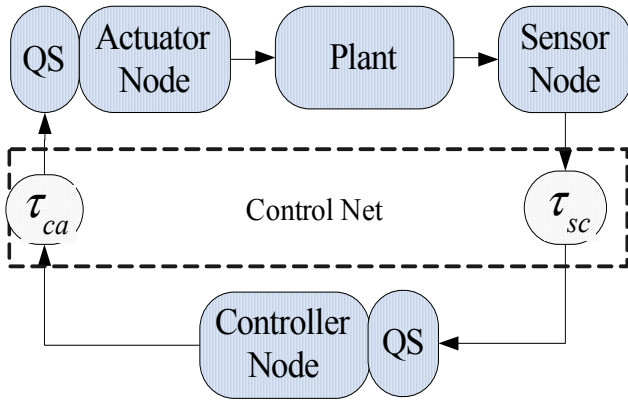 QS
Actuator
Node
Plant
Sensor
Node
τca
Control Net
τsc
Controller
Node
QS